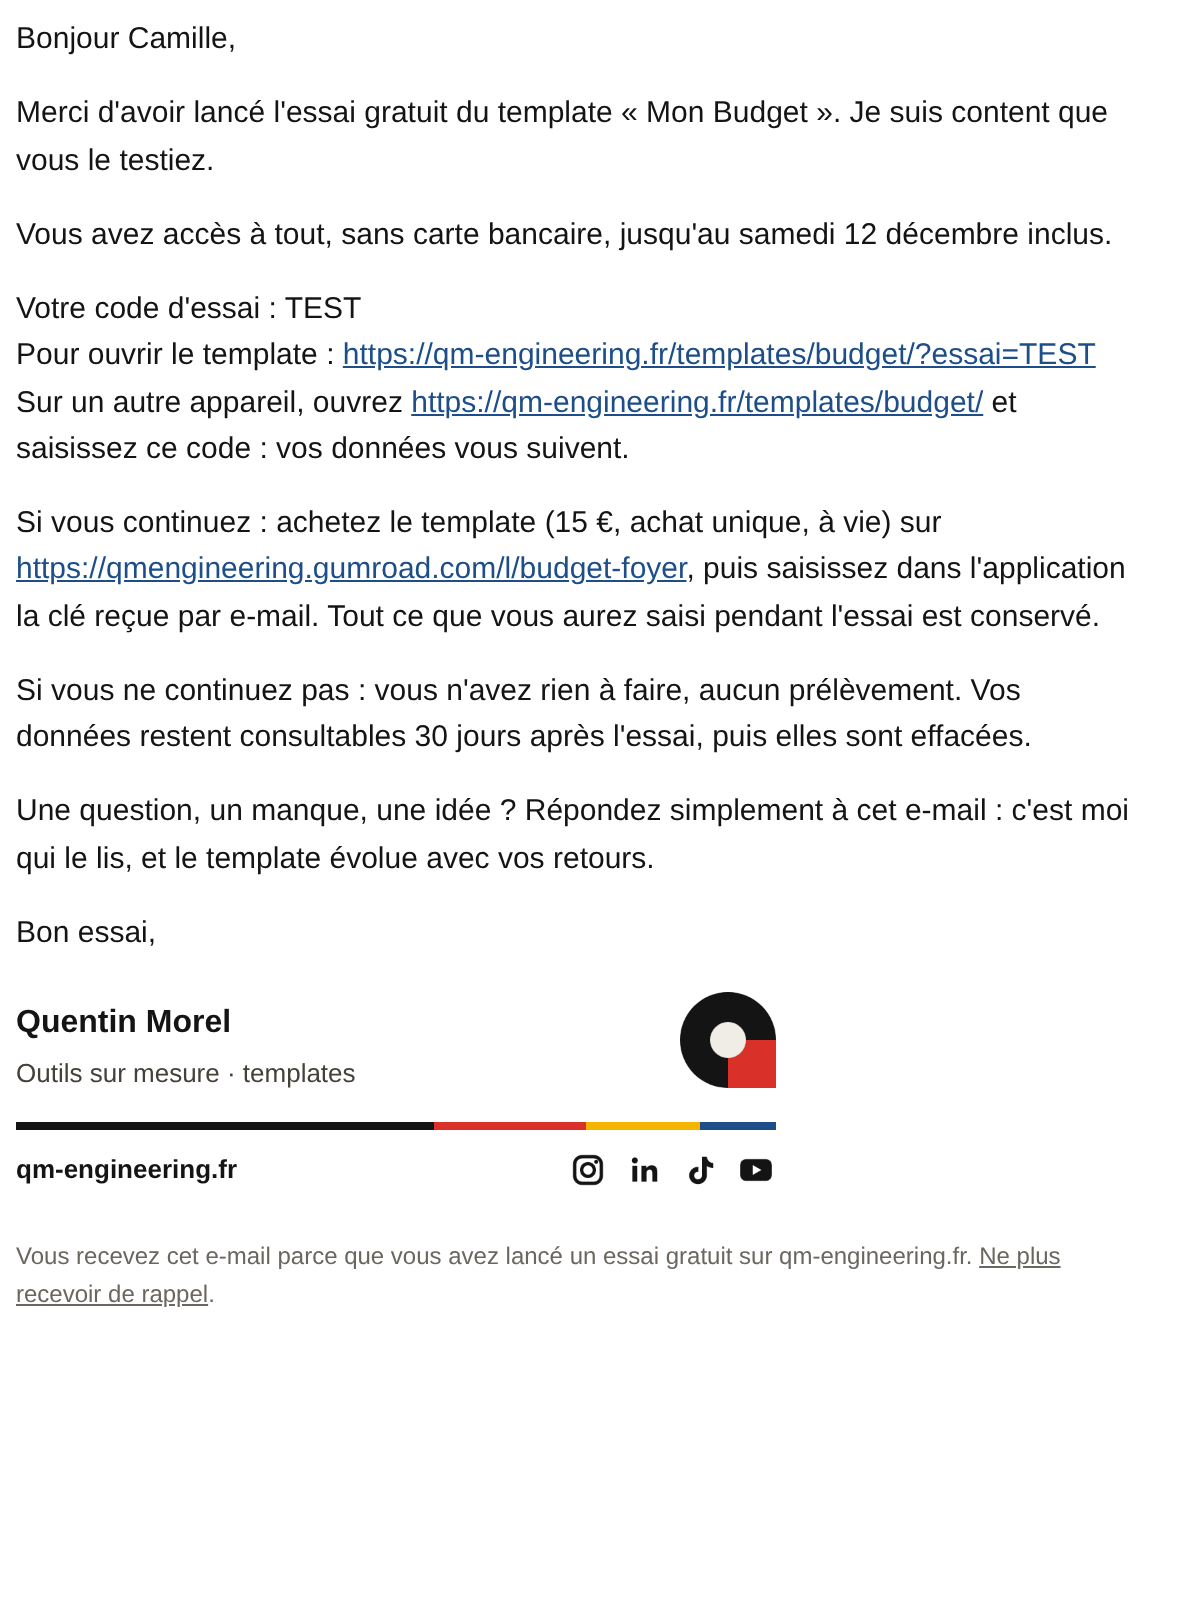 Bonjour Camille,
Merci d'avoir lancé l'essai gratuit du template « Mon Budget ». Je suis content que
vous le testiez.
Vous avez accès à tout, sans carte bancaire, jusqu'au samedi 12 décembre inclus.
Votre code d'essai : TEST
Pour ouvrir le template : https://qm-engineering.fr/templates/budget/?essai=TEST
Sur un autre appareil, ouvrez https://qm-engineering.fr/templates/budget/ et
saisissez ce code : vos données vous suivent.
Si vous continuez : achetez le template (15 €, achat unique, à vie) sur
https://qmengineering.gumroad.com/l/budget-foyer, puis saisissez dans l'application
la clé reçue par e-mail. Tout ce que vous aurez saisi pendant l'essai est conservé.
Si vous ne continuez pas : vous n'avez rien à faire, aucun prélèvement. Vos
données restent consultables 30 jours après l'essai, puis elles sont effacées.
Une question, un manque, une idée ? Répondez simplement à cet e-mail : c'est moi
qui le lis, et le template évolue avec vos retours.
Bon essai,
Quentin Morel
Outils sur mesure · templates
qm-engineering.fr
Vous recevez cet e-mail parce que vous avez lancé un essai gratuit sur qm-engineering.fr. Ne plus
recevoir de rappel.